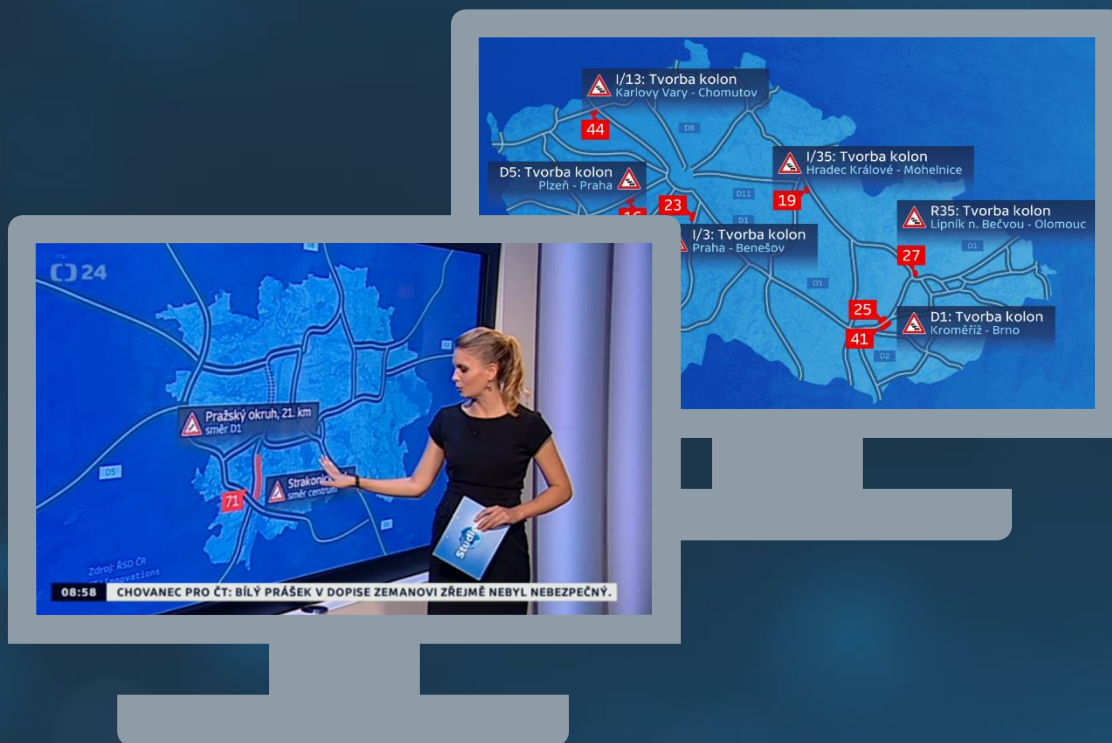 I/13: Tvorba kolon
Karlovy Vary - Chomutov
44
D8
D5: Tvorba kolon
Plzeň - Praha
I/35: Tvorba kolon
Hradec Králové - Mohelnice
D11
19
23
D1
R35: Tvorba kolon
Lipník n. Bečvou - Olomouc
I/3: Tvorba kolon
Praha - Benešov
D1
27
D1
25
D1: Tvorba kolon
Kroměříž - Brno
41
D2
24
Pražský okruh, 21. km
směr D1
D5
71
směr centrum
Studio
Zdroj: ŘSD ČR
08:58 CHOVANEC PRO ČT: BÍLÝ PRÁŠEK V DOPISE ZEMANOVI ZŘEJMĚ NEBYL NEBEZPEČNÝ.